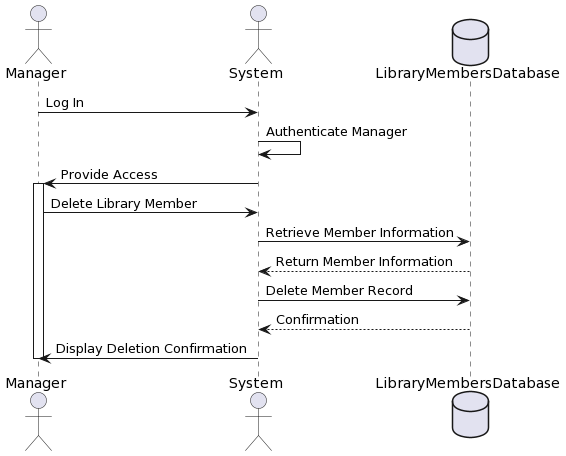 Manager
System
LibraryMembersDatabase
Log In
Authenticate Manager
Provide Access
Delete Library Member
Retrieve Member Information
Return Member Information
Delete Member Record
Confirmation
Display Deletion Confirmation
Manager
System
LibraryMembersDatabase